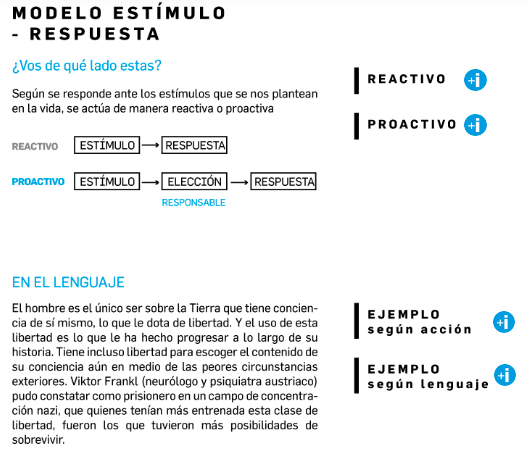 MODELO ESTÍMULO
- RESPUESTA
¿Vos de qué lado estas?
Según se responde ante los estímulos que se nos plantean
en la vida, se actúa de manera reactiva o proactiva
REACTIVO ESTÍMULO RESPUESTA
PROACTIVO ESTÍMULO ELECCIÓN RESPUESTA
RESPONSABLE
REACTIVO +i
PROACTIVO +i
EN EL LENGUAJE
El hombre es el único ser sobre la Tierra que tiene concien-
cia de sí mismo, lo que le dota de libertad. Y el uso de esta
libertad es lo que le ha hecho progresar a lo largo de su
historia. Tiene incluso libertad para escoger el contenido de
su conciencia aún en medio de las peores circunstancias
exteriores. Viktor Frankl (neurólogo y psiquiatra austriaco)
pudo constatar como prisionero en un campo de concentra-
ción nazi, que quienes tenían más entrenada esta clase de
libertad, fueron los que tuvieron más posibilidades de
sobrevivir.
EJEMPLO
según acción +i
EJEMPLO
según lenguaje +i